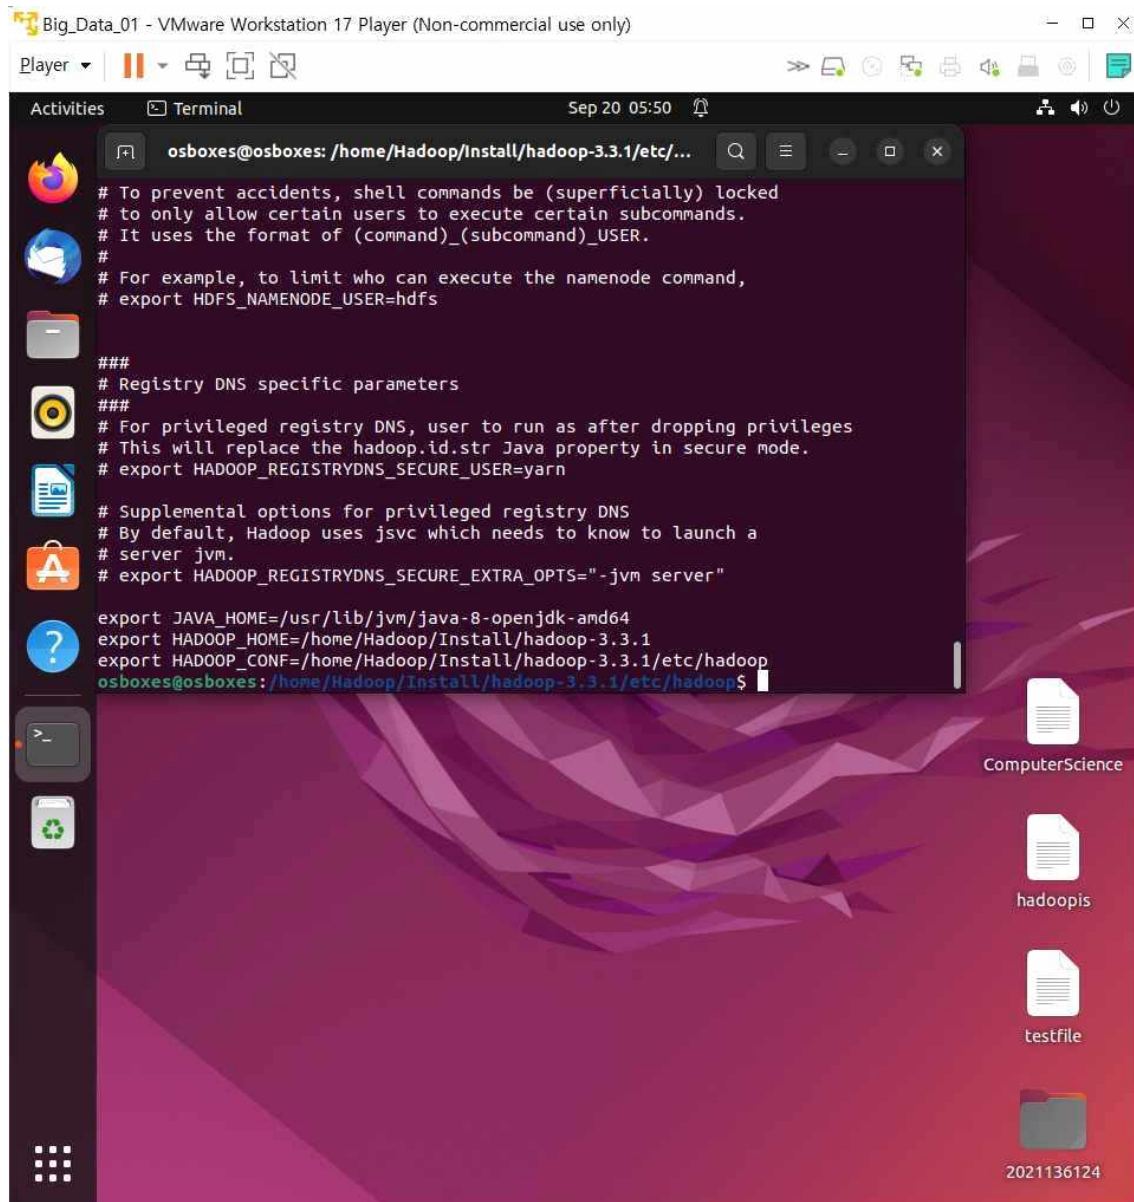 Big_Data_01 - VMware Workstation 17 Player (Non-commercial use only)
Player
Activities
Terminal
Sep 20 05:50
osboxes@osboxes: /home/Hadoop/Install/hadoop-3.3.1/etc/...
# To prevent accidents, shell commands be (superficially) locked
# to only allow certain users to execute certain subcommands.
# It uses the format of (command)_(subcommand)_USER.
#
# For example, to limit who can execute the namenode command,
# export HDFS_NAMENODE_USER=hdfs
###
# Registry DNS specific parameters
###
# For privileged registry DNS, user to run as after dropping privileges
# This will replace the hadoop.id.str Java property in secure mode.
# export HADOOP_REGISTRYDNS_SECURE_USER=yarn
# Supplemental options for privileged registry DNS
# By default, Hadoop uses jsvc which needs to know to launch a
# server jvm.
# export HADOOP_REGISTRYDNS_SECURE_EXTRA_OPTS="-jvm server"
export JAVA_HOME=/usr/lib/jvm/java-8-openjdk-amd64
export HADOOP_HOME=/home/Hadoop/Install/hadoop-3.3.1
export HADOOP_CONF=/home/Hadoop/Install/hadoop-3.3.1/etc/hadoop
osboxes@osboxes:/home/Hadoop/Install/hadoop-3.3.1/etc/hadoop$
ComputerScience
hadoopis
testfile
2021136124